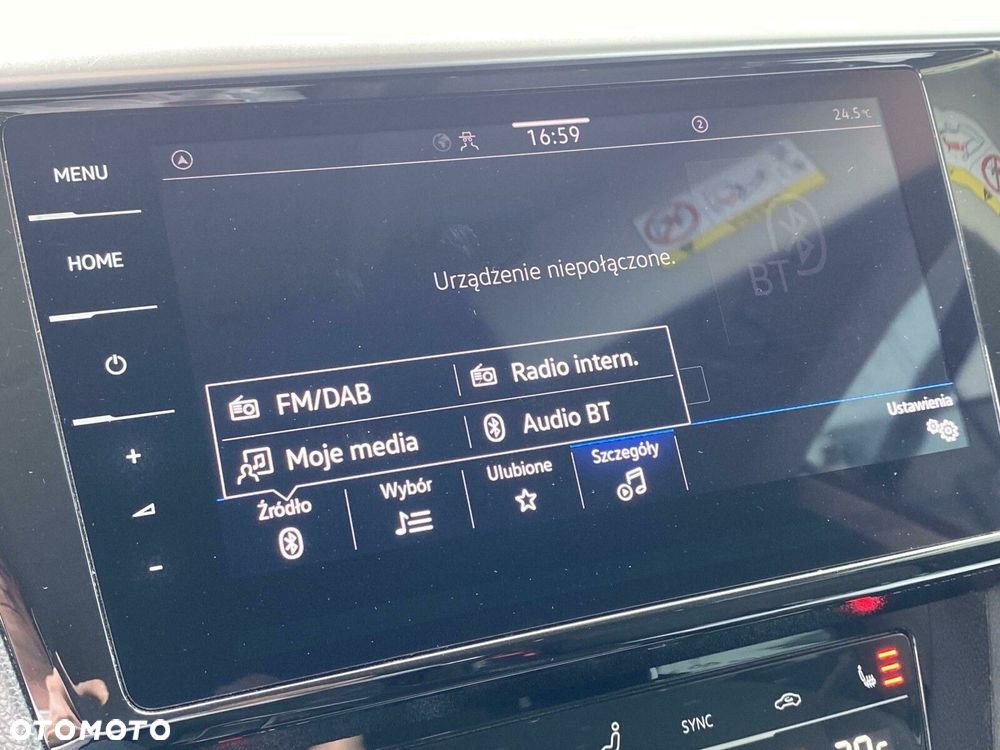 MENU
HOME
+
-
16:59
2
24.5°C
Urządzenie niepołączone.
BT
FM/DAB
Radio intern.
Moje media
Audio BT
Źródło
Wybór
Ulubione
Szczegóły
Ustawienia
SYNC
OTOMOTO